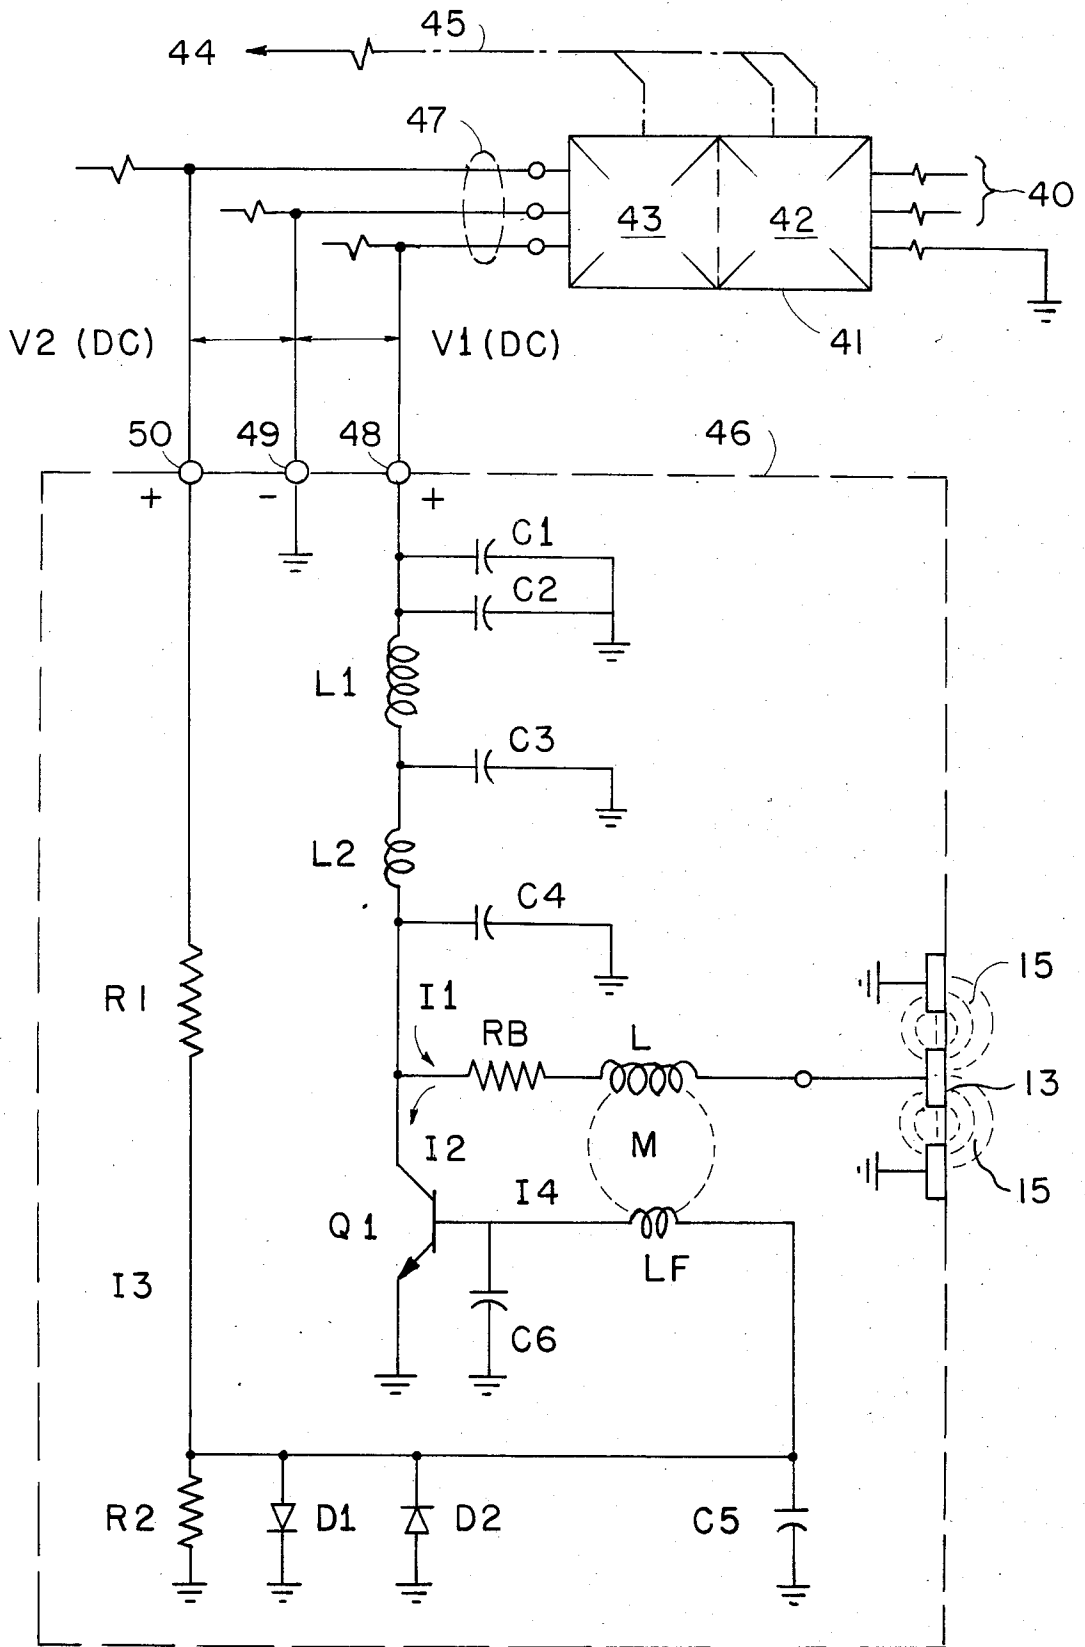 45
44
47
40
43
42
41
V2 (DC)
V1 (DC)
50
49
48
46
+
-
+
C1
C2
L1
C3
L2
C4
R1
I1
RB
L
15
13
I2
M
I4
15
Q1
LF
I3
C6
R2
D1
D2
C5